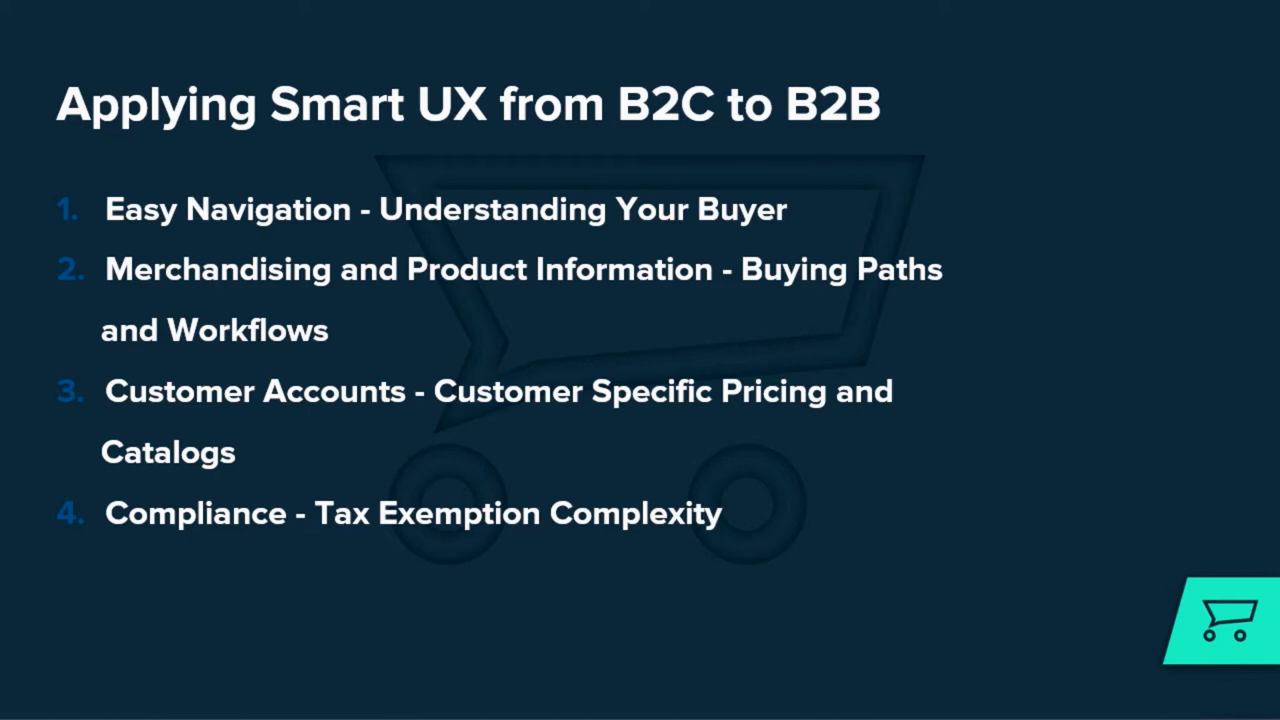 Applying Smart UX from B2C to B2B
1. Easy Navigation - Understanding Your Buyer
2. Merchandising and Product Information - Buying Paths
and Workflows
3. Customer Accounts - Customer Specific Pricing and
Catalogs
4. Compliance - Tax Exemption Complexity